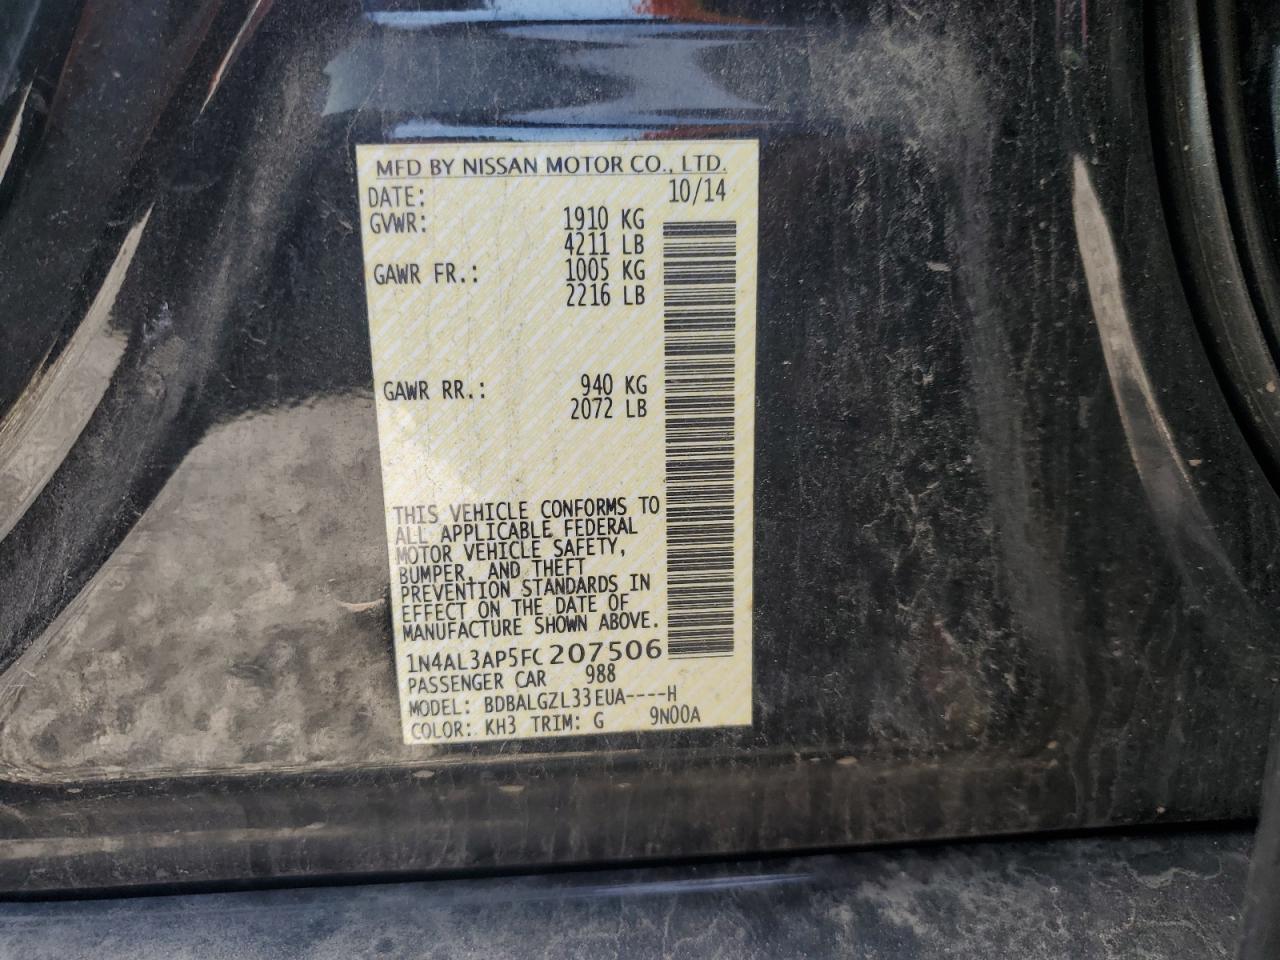 MFD BY NISSAN MOTOR CO., LTD.
DATE: 10/14
GVWR: 1910 KG
4211 LB
GAWR FR.: 1005 KG
2216 LB
GAWR RR.: 940 KG
2072 LB
THIS VEHICLE CONFORMS TO
ALL APPLICABLE FEDERAL
MOTOR VEHICLE SAFETY,
BUMPER, AND THEFT
PREVENTION STANDARDS IN
EFFECT ON THE DATE OF
MANUFACTURE SHOWN ABOVE.
1N4AL3AP5FC207506
PASSENGER CAR 988
MODEL: BDBALGZL33EUA----H
COLOR: KH3 TRIM: G 9N00A